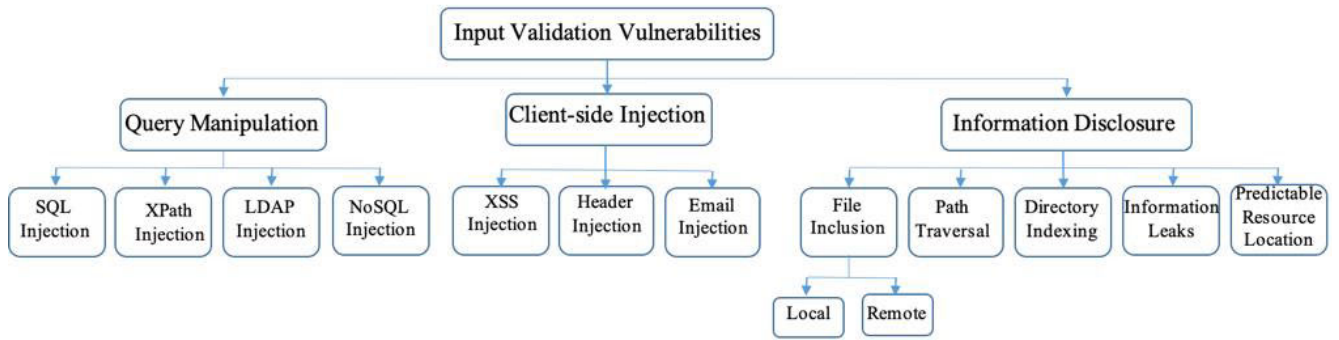 Input Validation Vulnerabilities
Query Manipulation
Client-side Injection
Information Disclosure
SQL
Injection
XPath
Injection
LDAP
Injection
NoSQL
Injection
XSS
Injection
Header
Injection
Email
Injection
File
Inclusion
Path
Traversal
Directory
Indexing
Information
Leaks
Predictable
Resource
Location
Local
Remote